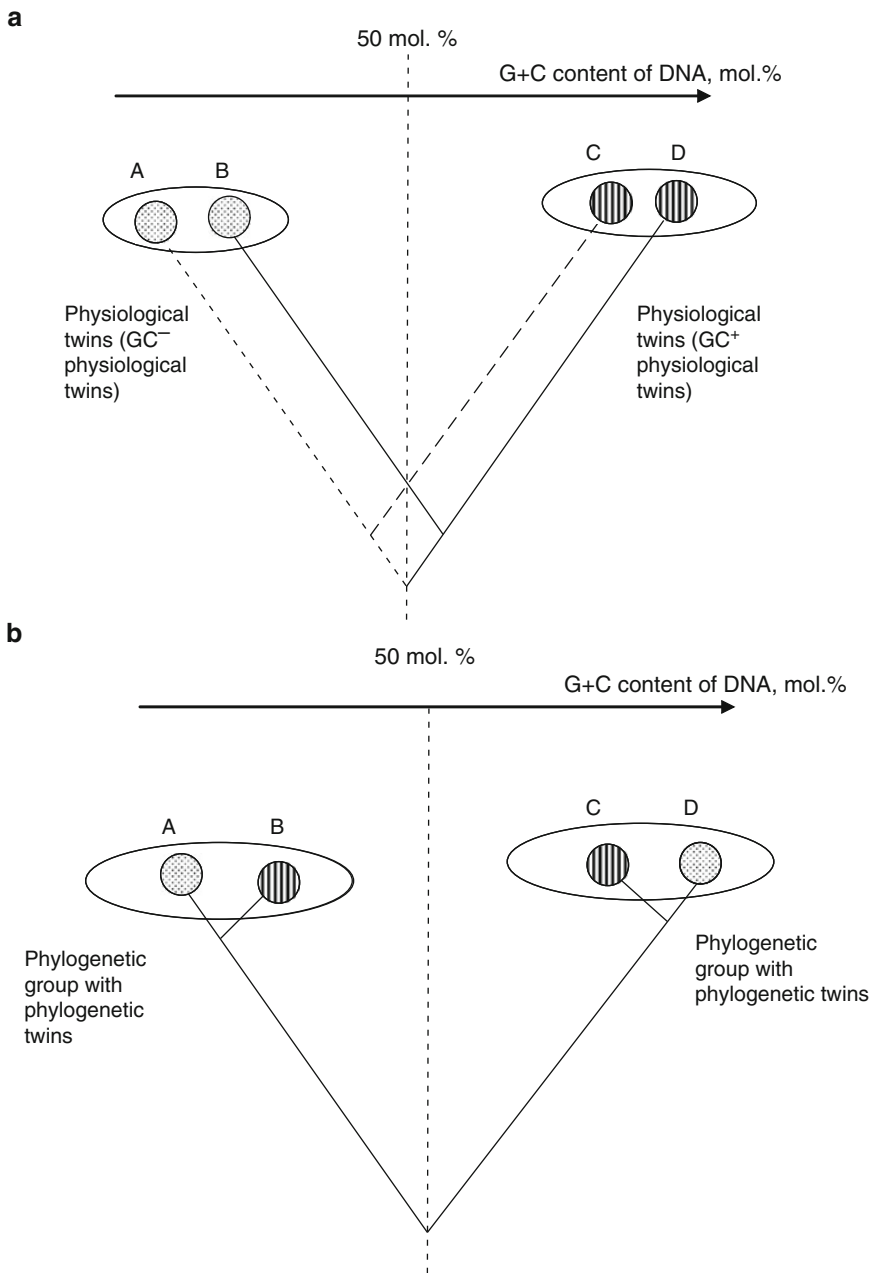 a
50 mol. %
G+C content of DNA, mol.%
A B
C D
Physiological
twins (GC⁻
physiological
twins)
Physiological
twins (GC⁺
physiological
twins)
b
50 mol. %
G+C content of DNA, mol.%
A B
C D
Phylogenetic
group with
phylogenetic
twins
Phylogenetic
group with
phylogenetic twins